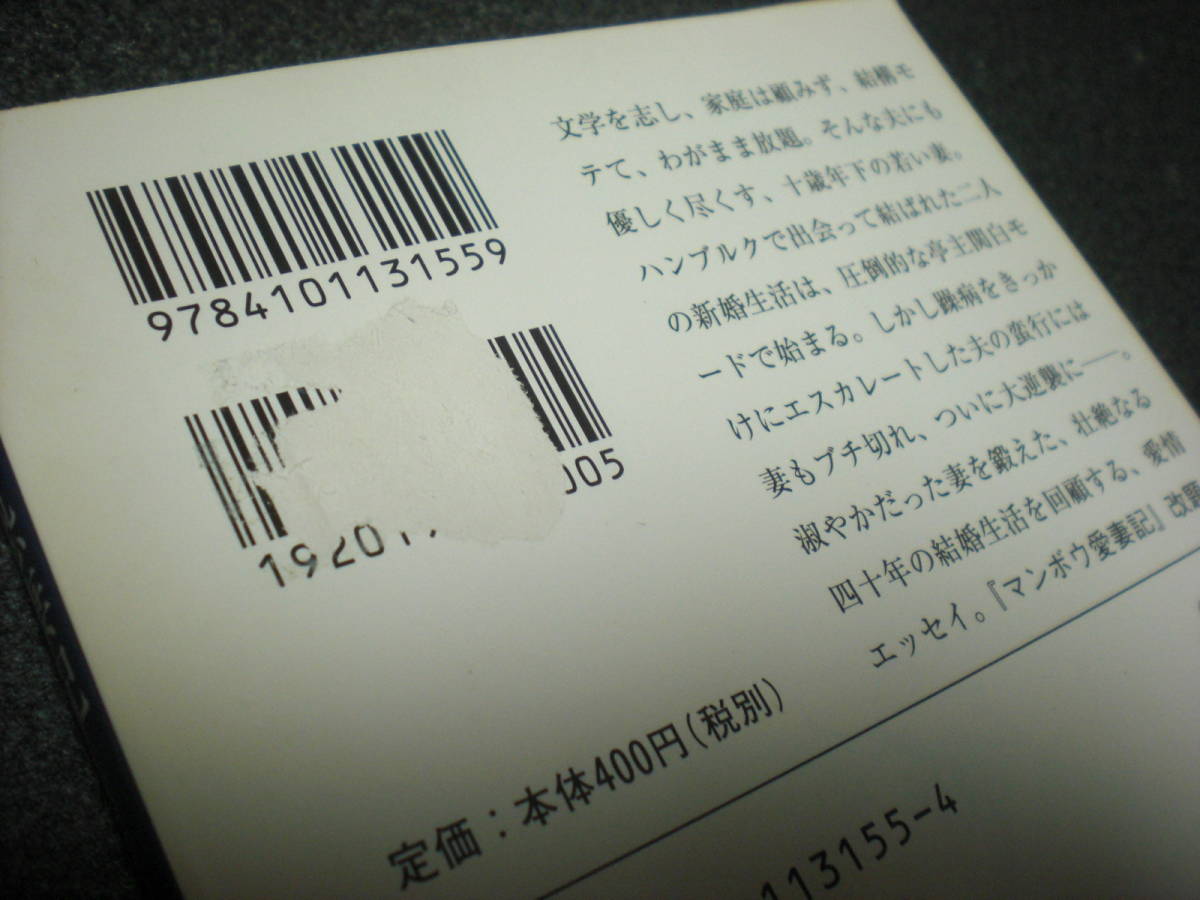 9784101131559
1920
005
文学を志し、家庭は顧みず、結構モ
テて、わがまま放題。そんな夫にも
優しく尽くす、十歳年下の若い妻。
ハンブルクで出会って結ばれた二人
の新婚生活は、圧倒的な亭主関白モ
ードで始まる。しかし躁病をきっか
けにエスカレートした夫の蛮行には
妻もブチ切れ、ついに大逆襲に――。
淑やかだった妻を鍛えた、壮絶なる
四十年の結婚生活を回顧する、愛情
エッセイ。『マンボウ愛妻記』改題
定価：本体400円（税別）
113155-4